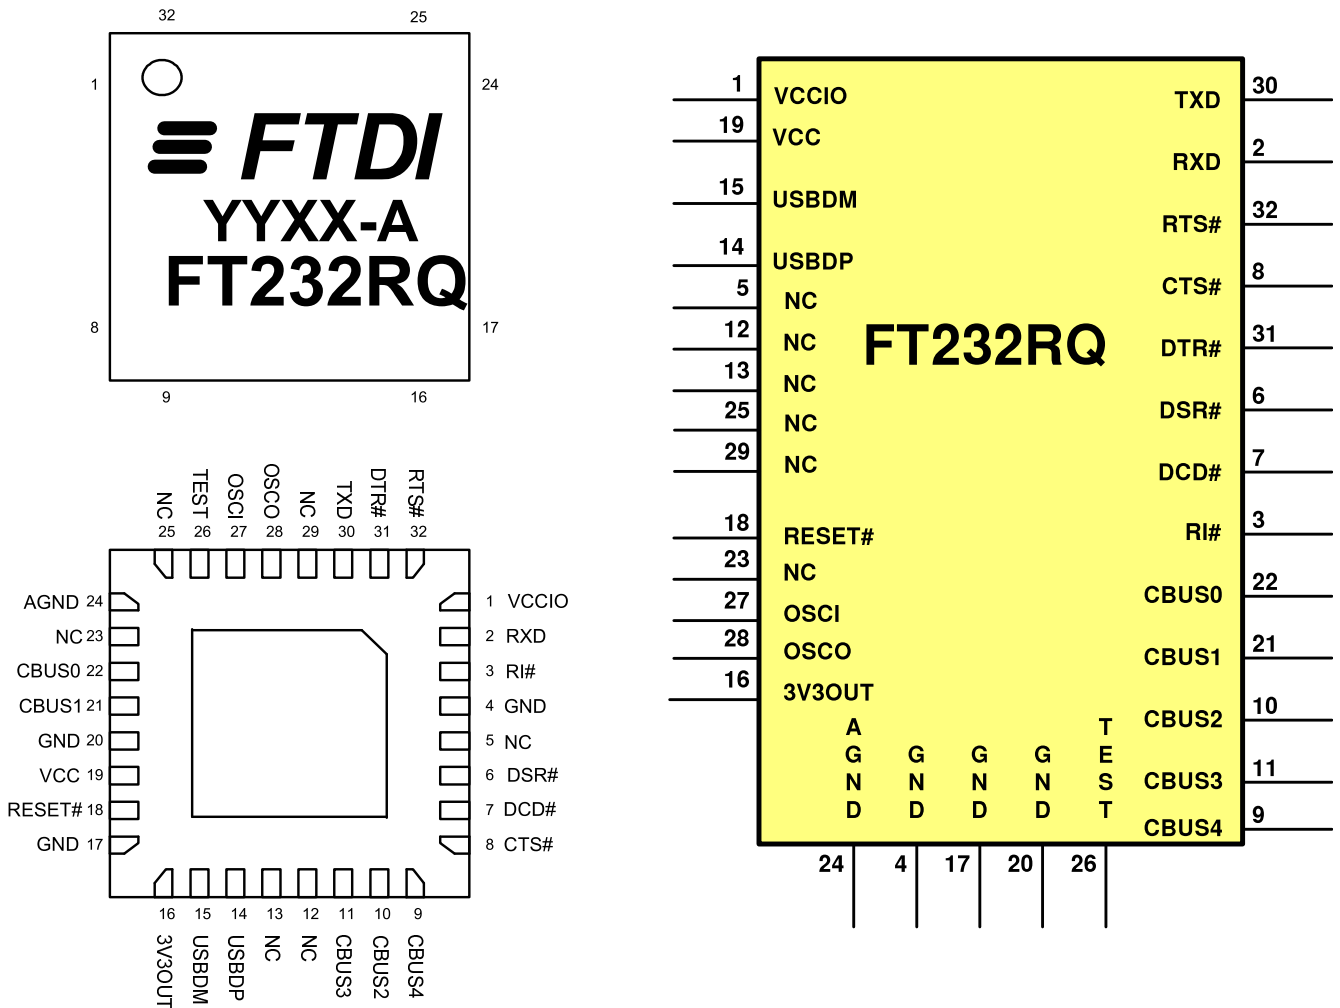 32 25
1 24
FTDI
YYXX-A
FT232RQ
8 17
9 16
NC TEST OSCI OSCO NC TXD DTR# RTS#
25 26 27 28 29 30 31 32
AGND 24 1 VCCIO
NC 23 2 RXD
CBUS0 22 3 RI#
CBUS1 21 4 GND
GND 20 5 NC
VCC 19 6 DSR#
RESET# 18 7 DCD#
GND 17 8 CTS#
16 15 14 13 12 11 10 9
3V3OUT USBDM USBDP NC NC CBUS3 CBUS2 CBUS4
FT232RQ
1 VCCIO
19 VCC
15 USBDM
14 USBDP
5 NC
12 NC
13 NC
25 NC
29 NC
18 RESET#
23 NC
27 OSCI
28 OSCO
16 3V3OUT
TXD 30
RXD 2
RTS# 32
CTS# 8
DTR# 31
DSR# 6
DCD# 7
RI# 3
CBUS0 22
CBUS1 21
CBUS2 10
CBUS3 11
CBUS4 9
AGND GND GND GND TEST
24 4 17 20 26